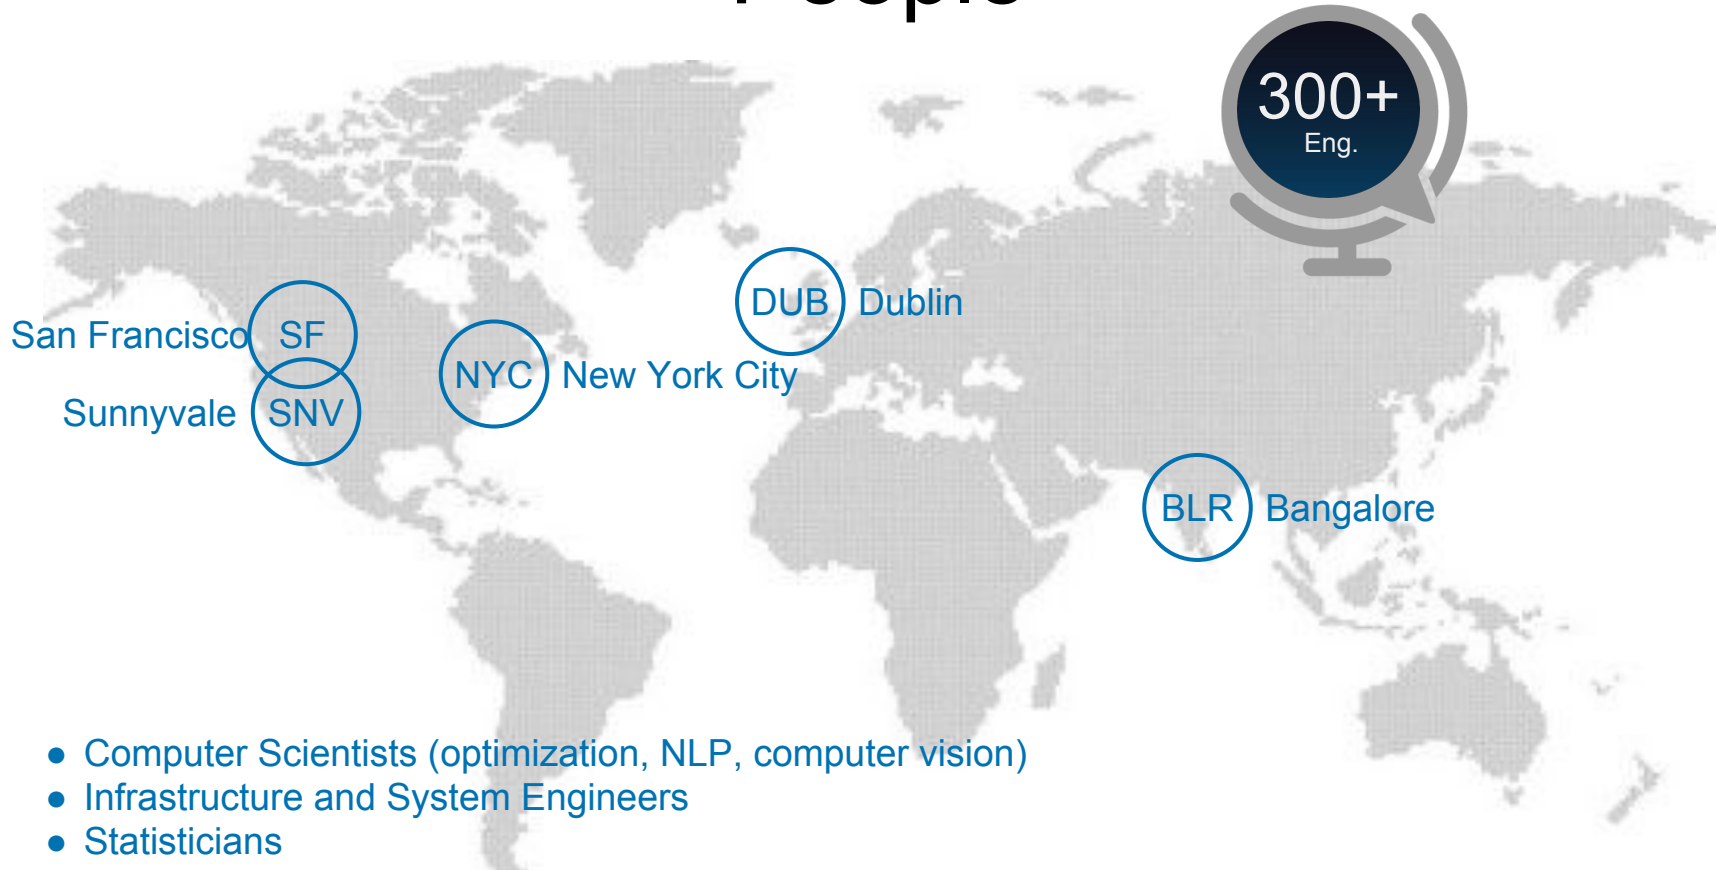 People
300+
Eng.
San Francisco SF
DUB Dublin
NYC New York City
Sunnyvale SNV
BLR Bangalore
● Computer Scientists (optimization, NLP, computer vision)
● Infrastructure and System Engineers
● Statisticians